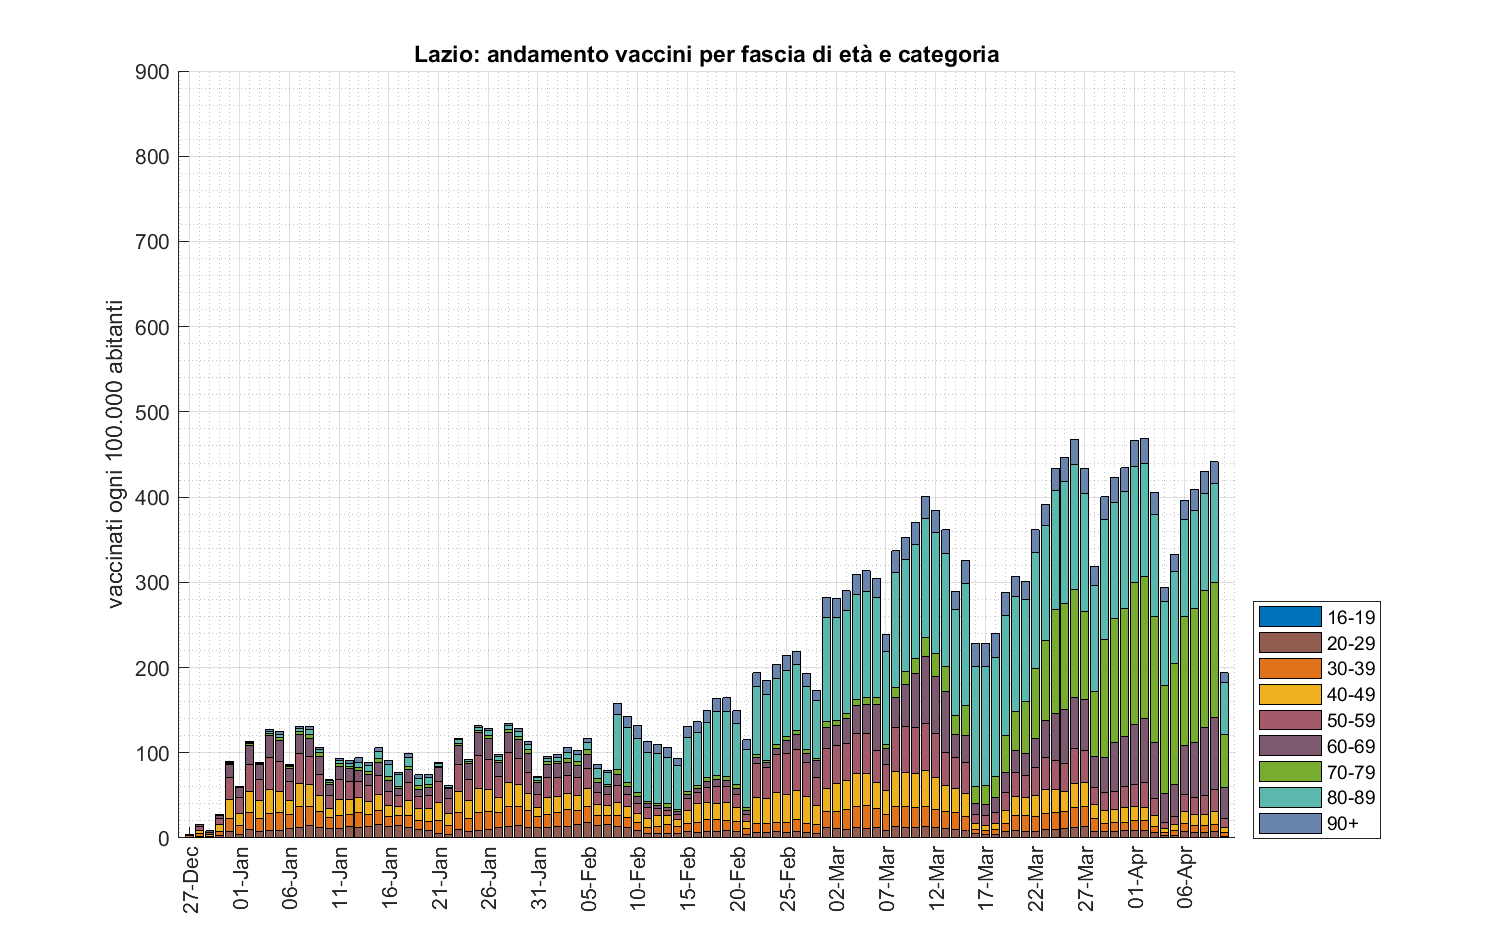 Lazio: andamento vaccini per fascia di età e categoria
vaccinati ogni 100.000 abitanti
900
800
700
600
500
400
300
200
100
0
27-Dec
01-Jan
06-Jan
11-Jan
16-Jan
21-Jan
26-Jan
31-Jan
05-Feb
10-Feb
15-Feb
20-Feb
25-Feb
02-Mar
07-Mar
12-Mar
17-Mar
22-Mar
27-Mar
01-Apr
06-Apr
16-19
20-29
30-39
40-49
50-59
60-69
70-79
80-89
90+